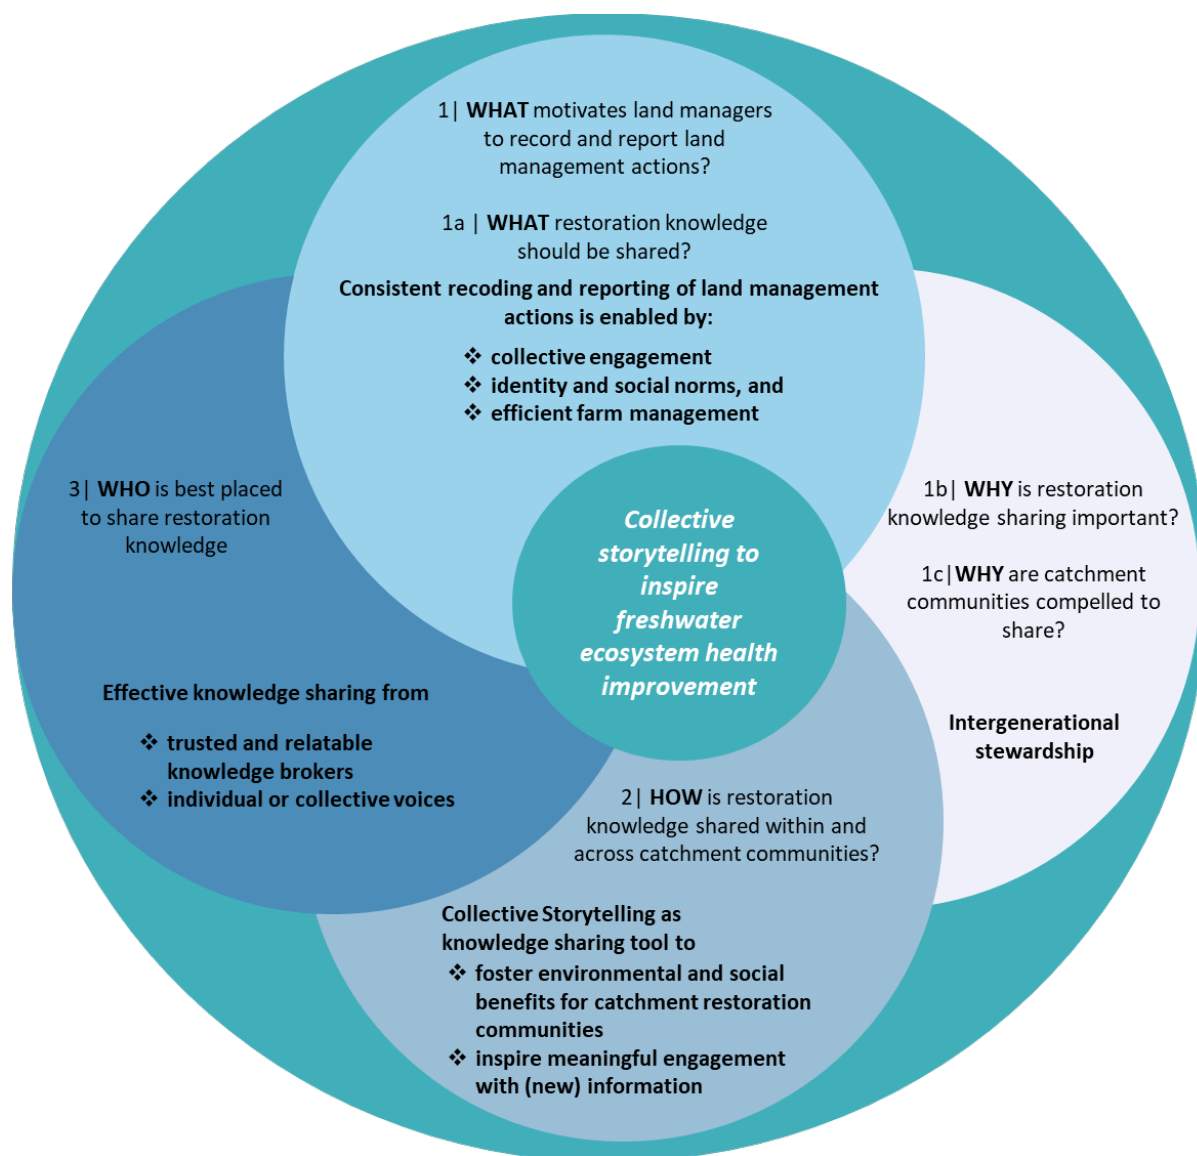 1| WHAT motivates land managers
to record and report land
management actions?
1a | WHAT restoration knowledge
should be shared?
Consistent recoding and reporting of land management
actions is enabled by:
❖ collective engagement
❖ identity and social norms, and
❖ efficient farm management
3| WHO is best placed
to share restoration
knowledge
Effective knowledge sharing from
❖ trusted and relatable
knowledge brokers
❖ individual or collective voices
Collective
storytelling to
inspire
freshwater
ecosystem health
improvement
1b| WHY is restoration
knowledge sharing important?
1c|WHY are catchment
communities compelled to
share?
Intergenerational
stewardship
2| HOW is restoration
knowledge shared within and
across catchment communities?
Collective Storytelling as
knowledge sharing tool to
❖ foster environmental and social
benefits for catchment restoration
communities
❖ inspire meaningful engagement
with (new) information